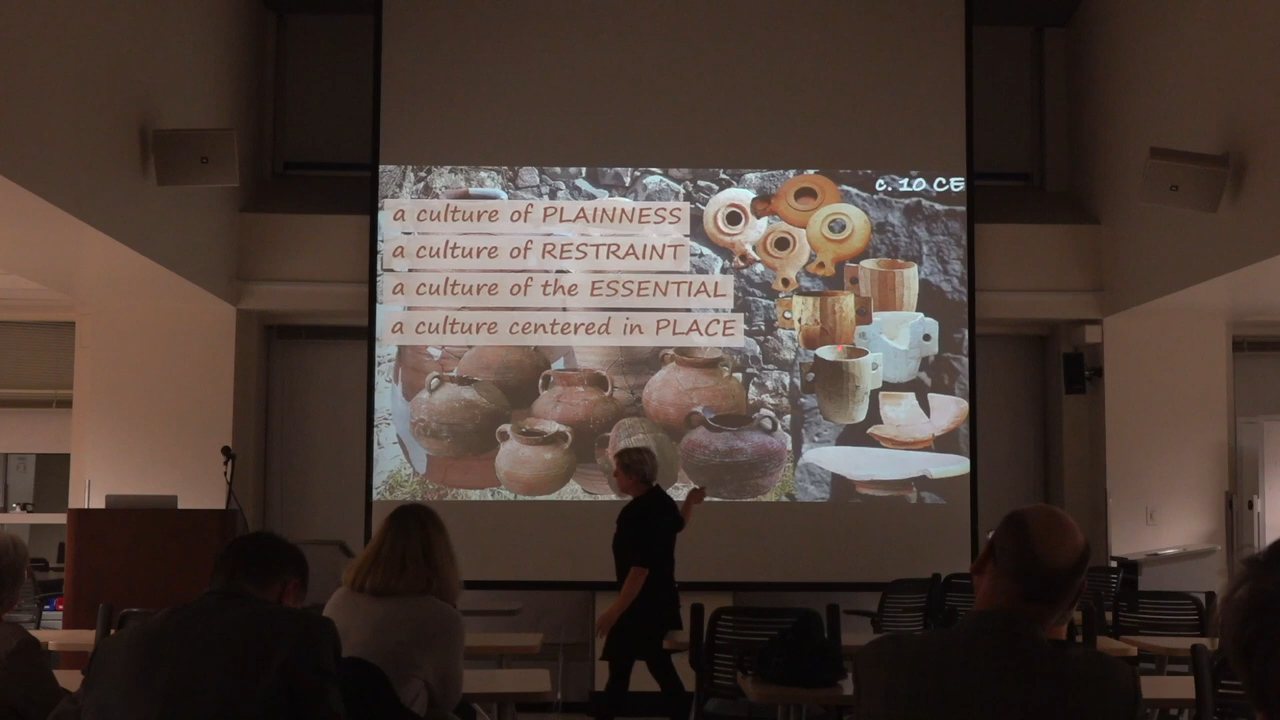 c. 10 CE
a culture of PLAINNESS
a culture of RESTRAINT
a culture of the ESSENTIAL
a culture centered in PLACE